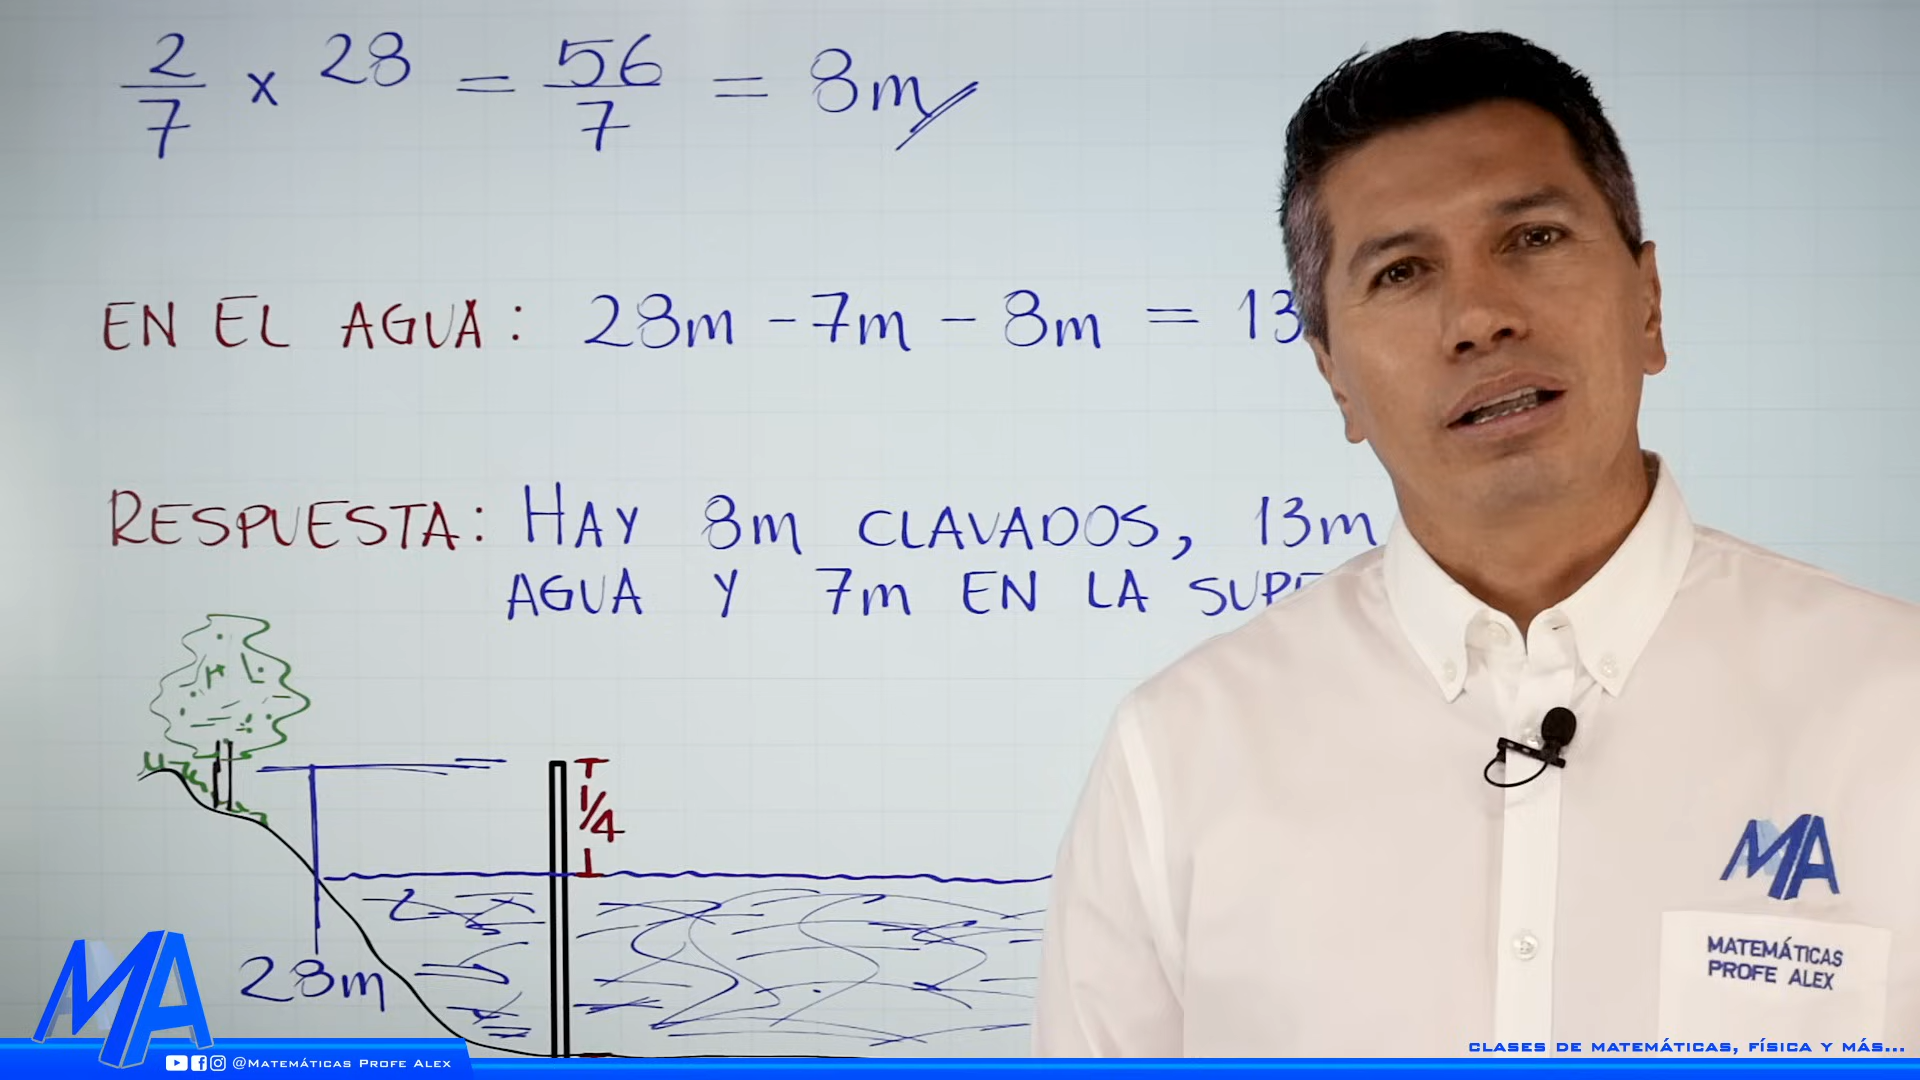 2/7 x 28 = 56/7 = 8m
EN EL AGUA: 28m - 7m - 8m = 13
RESPUESTA: HAY 8m CLAVADOS, 13m
AGUA Y 7m EN LA
1/4
28m
MA
MATEMÁTICAS
PROFE ALEX
MA
@MATEMÁTICAS PROFE ALEX
CLASES DE MATEMÁTICAS, FÍSICA Y MÁS...